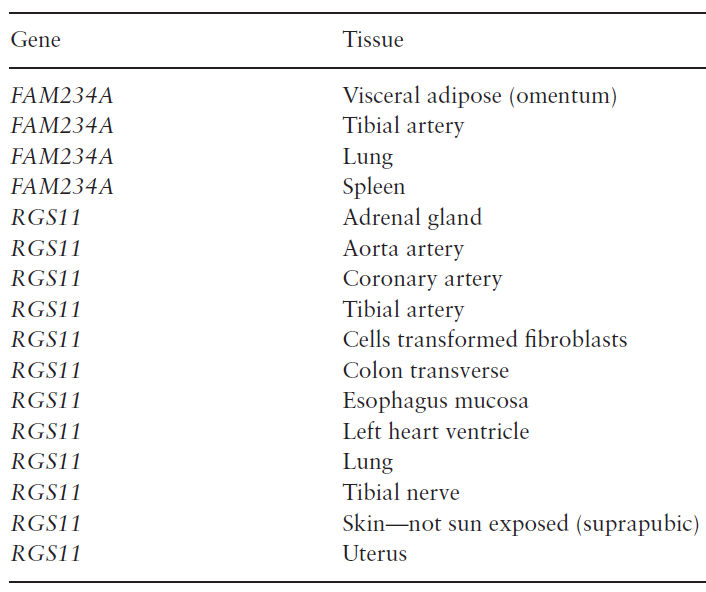 Gene Tissue
FAM234A Visceral adipose (omentum)
FAM234A Tibial artery
FAM234A Lung
FAM234A Spleen
RGS11 Adrenal gland
RGS11 Aorta artery
RGS11 Coronary artery
RGS11 Tibial artery
RGS11 Cells transformed fibroblasts
RGS11 Colon transverse
RGS11 Esophagus mucosa
RGS11 Left heart ventricle
RGS11 Lung
RGS11 Tibial nerve
RGS11 Skin—not sun exposed (suprapubic)
RGS11 Uterus